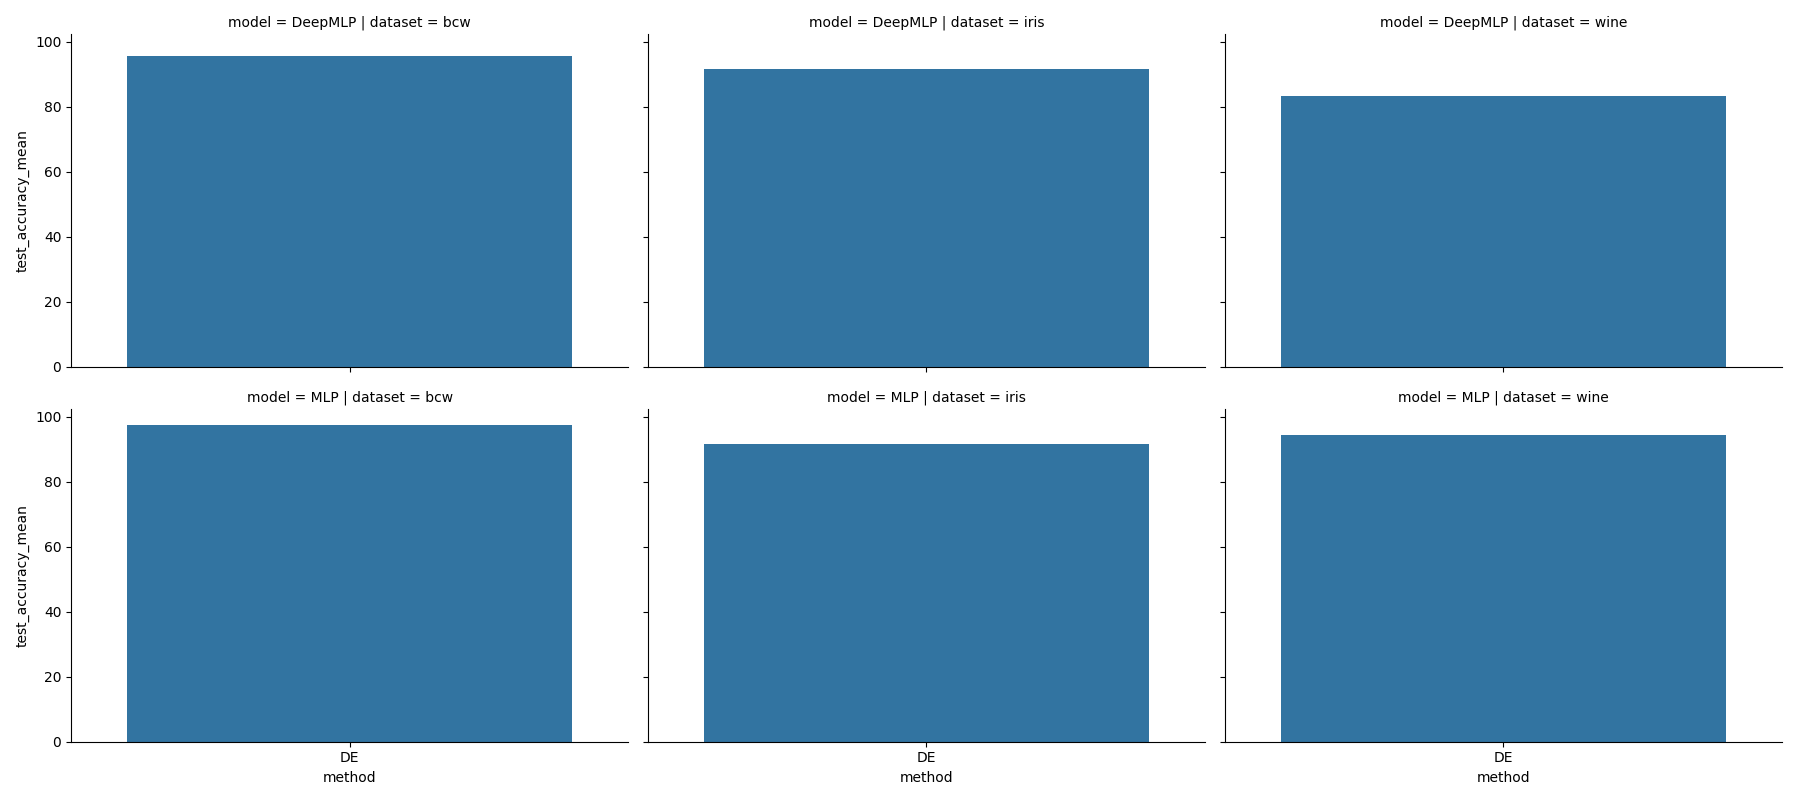 model = DeepMLP | dataset = bcw
model = DeepMLP | dataset = iris
model = DeepMLP | dataset = wine
100
80
60
40
20
0
test_accuracy_mean
model = MLP | dataset = bcw
model = MLP | dataset = iris
model = MLP | dataset = wine
100
80
60
40
20
0
test_accuracy_mean
DE
DE
DE
method
method
method